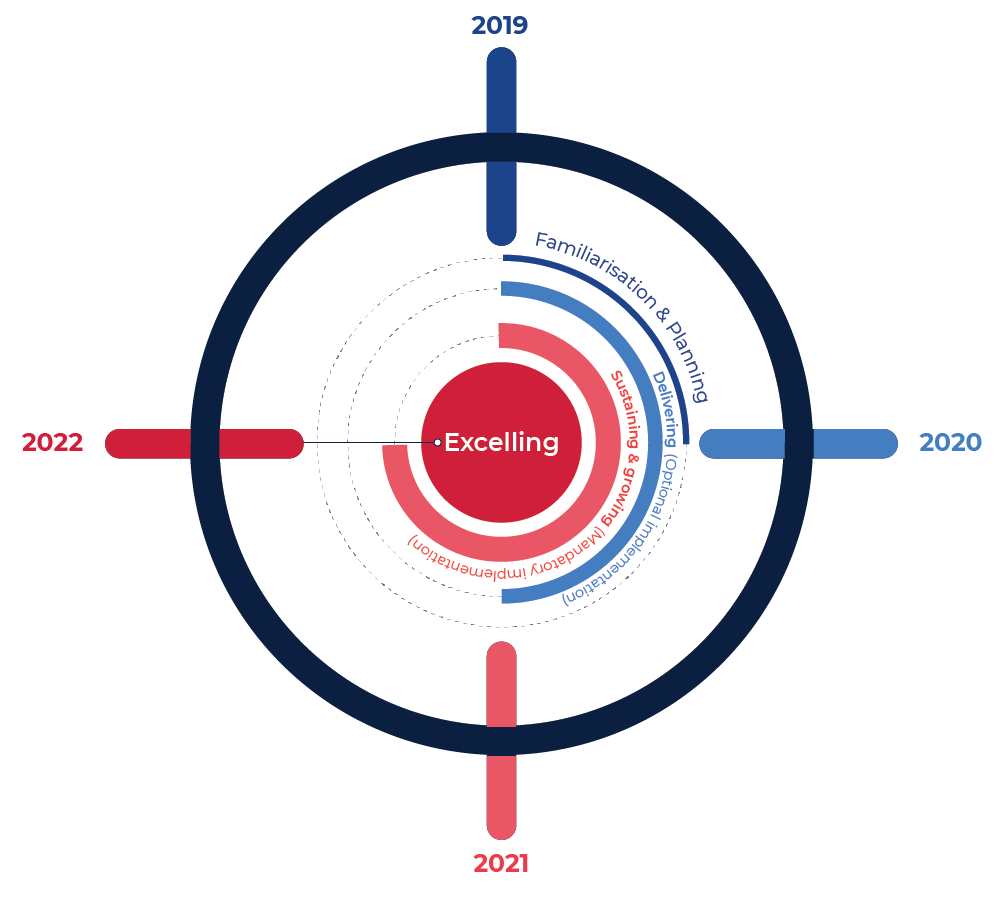 2019
Familiarisation & Planning
Delivering (Optional implementation)
Sustaining & growing (Mandatory implementation)
2022
Excelling
2020
2021